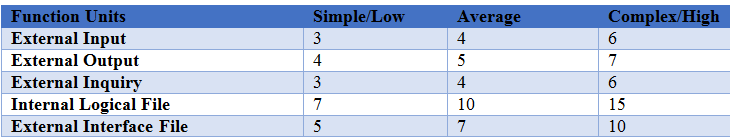 Function Units Simple/Low Average Complex/High
External Input 3 4 6
External Output 4 5 7
External Inquiry 3 4 6
Internal Logical File 7 10 15
External Interface File 5 7 10